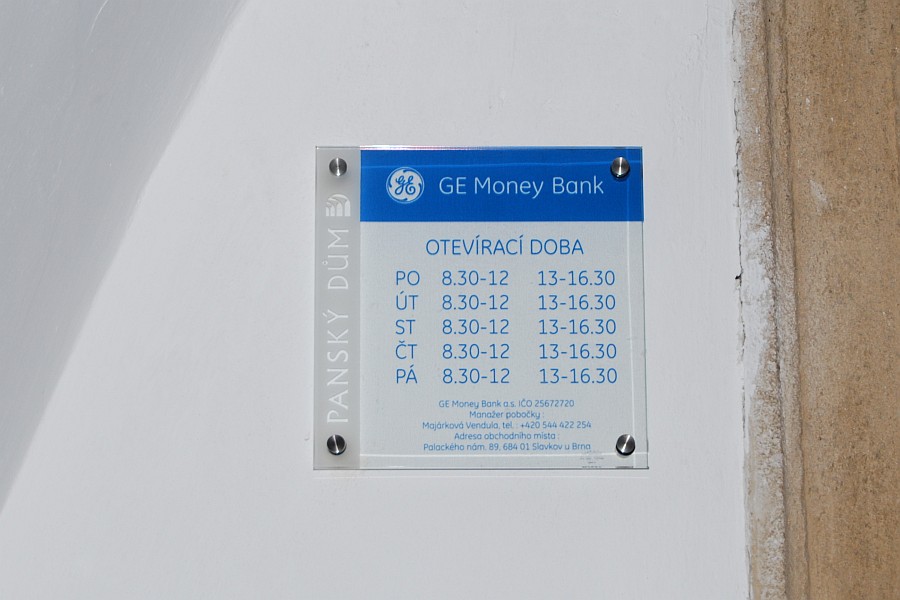 PANSKÝ DŮM
GE GE Money Bank
OTEVÍRACÍ DOBA
PO 8.30-12 13-16.30
ÚT 8.30-12 13-16.30
ST 8.30-12 13-16.30
ČT 8.30-12 13-16.30
PÁ 8.30-12 13-16.30
GE Money Bank a.s. IČO 25672720
Manažer pobočky :
Majárková Vendula, tel. : +420 544 422 254
Adresa obchodního místa :
Palackého nám. 89, 684 01 Slavkov u Brna